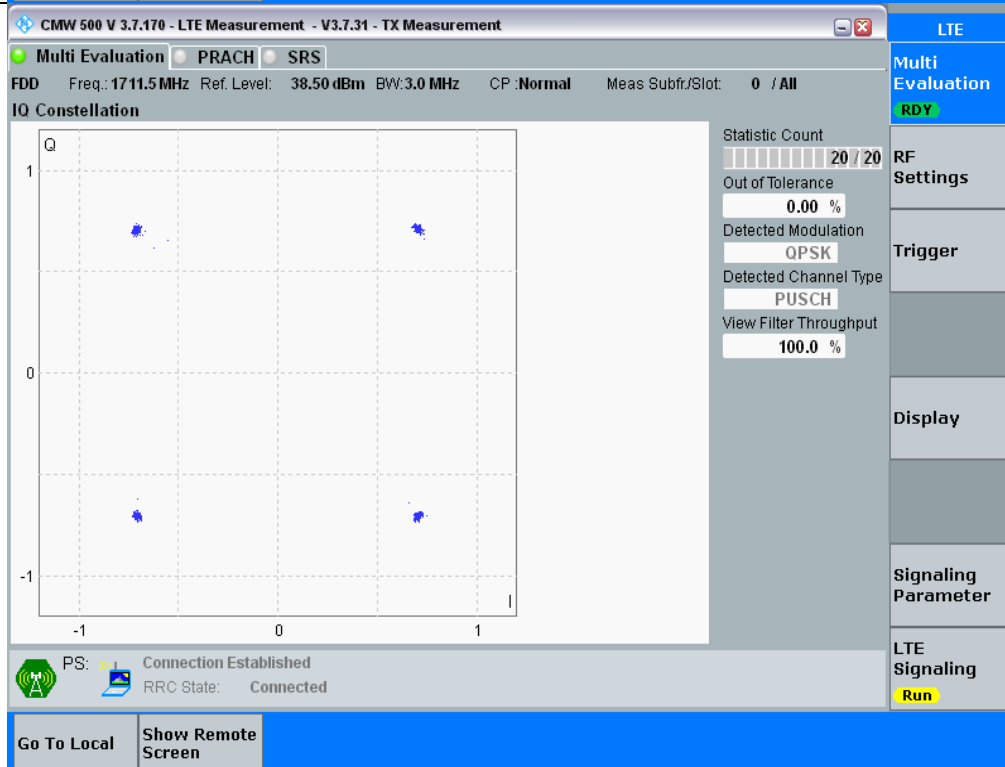 CMW 500 V 3.7.170 - LTE Measurement - V3.7.31 - TX Measurement
LTE
Multi Evaluation PRACH SRS
FDD Freq.: 1711.5 MHz Ref. Level: 38.50 dBm BW: 3.0 MHz CP : Normal Meas Subfr./Slot: 0 / All
IQ Constellation
Q
1
0
-1
-1 0 1
I
Statistic Count
20 / 20
Out of Tolerance
0.00 %
Detected Modulation
QPSK
Detected Channel Type
PUSCH
View Filter Throughput
100.0 %
Multi
Evaluation
RDY
RF
Settings
Trigger
Display
Signaling
Parameter
LTE
Signaling
Run
PS: Connection Established
RRC State: Connected
Go To Local
Show Remote
Screen